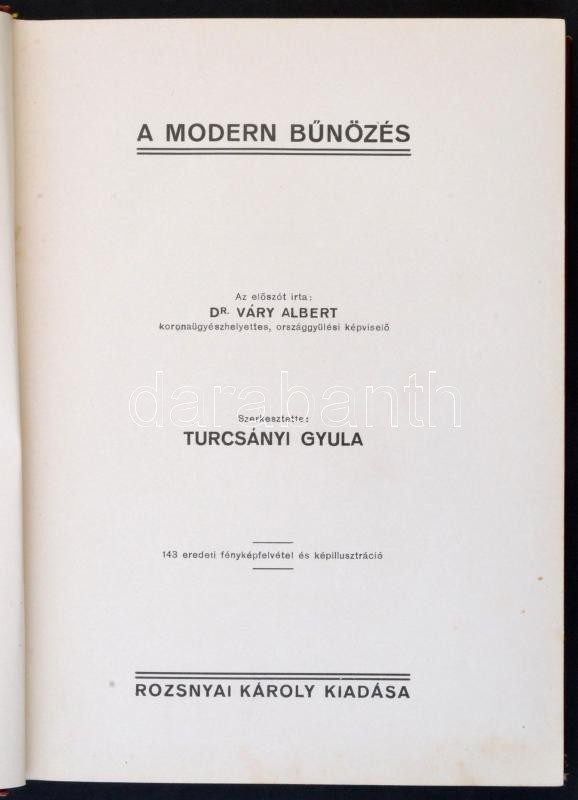 A MODERN BŰNÖZÉS
Az előszót irta:
DR. VÁRY ALBERT
koronaügyészhelyettes, országgyülési képviselő
darabanth
Szerkesztette:
TURCSÁNYI GYULA
143 eredeti fényképfelvétel és képillusztráció
ROZSNYAI KÁROLY KIADÁSA